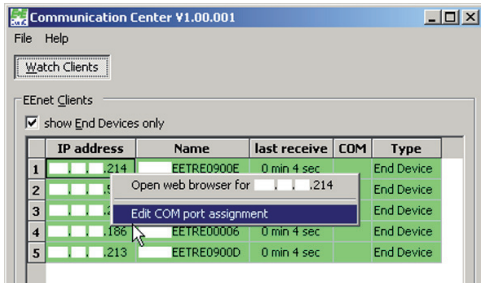 Communication Center V1.00.001
File Help
Watch Clients
EEnet Clients
show End Devices only
IP address Name last receive COM Type
1 . . .214 EETRE0900E 0 min 4 sec End Device
2 End Device
Open web browser for . . .214
3 End Device
Edit COM port assignment
4 . . .186 EETRE00006 0 min 4 sec End Device
5 . . .213 EETRE0900D 0 min 4 sec End Device